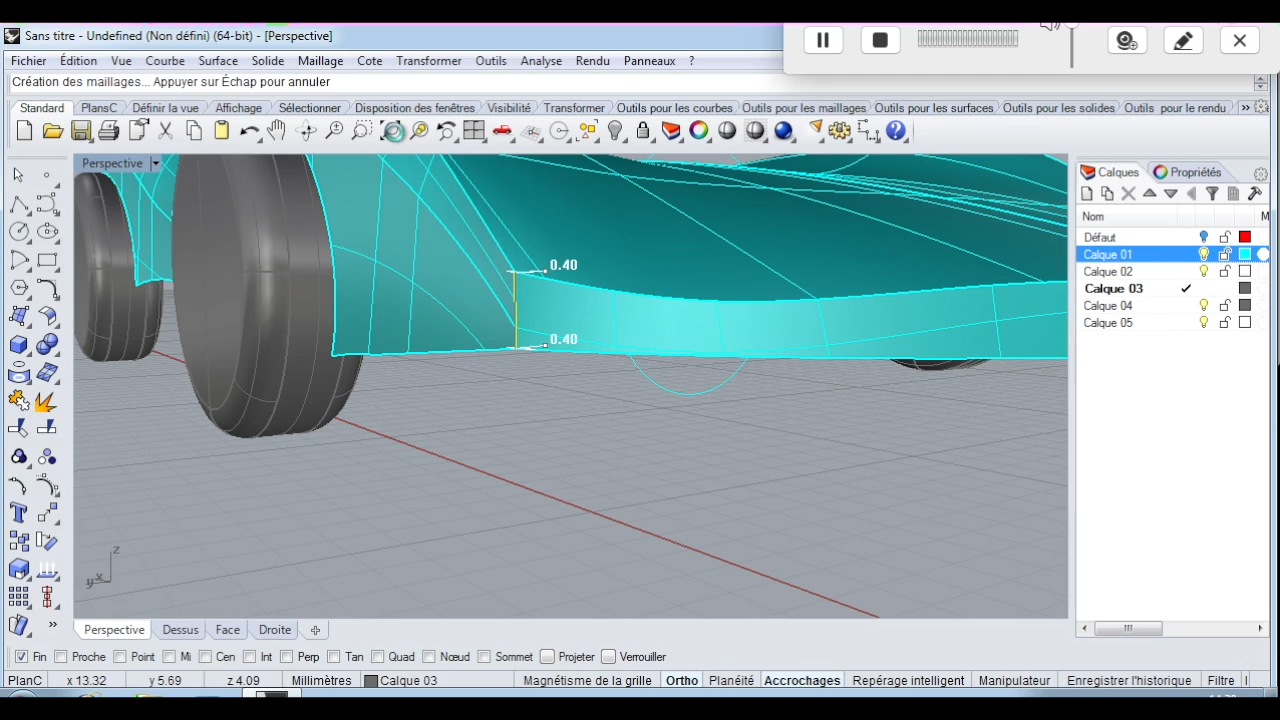 Sans titre - Undefined (Non défini) (64-bit) - [Perspective]
Fichier Édition Vue Courbe Surface Solide Maillage Cote Transformer Outils Analyse Rendu Panneaux ?
Création des maillages... Appuyer sur Échap pour annuler
Standard PlansC Définir la vue Affichage Sélectionner Disposition des fenêtres Visibilité Transformer Outils pour les courbes Outils pour les maillages Outils pour les surfaces Outils pour les solides Outils pour le rendu »
Perspective
Calques Propriétés
Nom M
Défaut
Calque 01
Calque 02
Calque 03
Calque 04
Calque 05
0.40
0.40
z
y x
Perspective Dessus Face Droite
Fin Proche Point Mi Cen Int Perp Tan Quad Nœud Sommet Projeter Verrouiller
PlanC x 13.32 y 5.69 z 4.09 Millimètres Calque 03 Magnétisme de la grille Ortho Planéité Accrochages Repérage intelligent Manipulateur Enregistrer l'historique Filtre